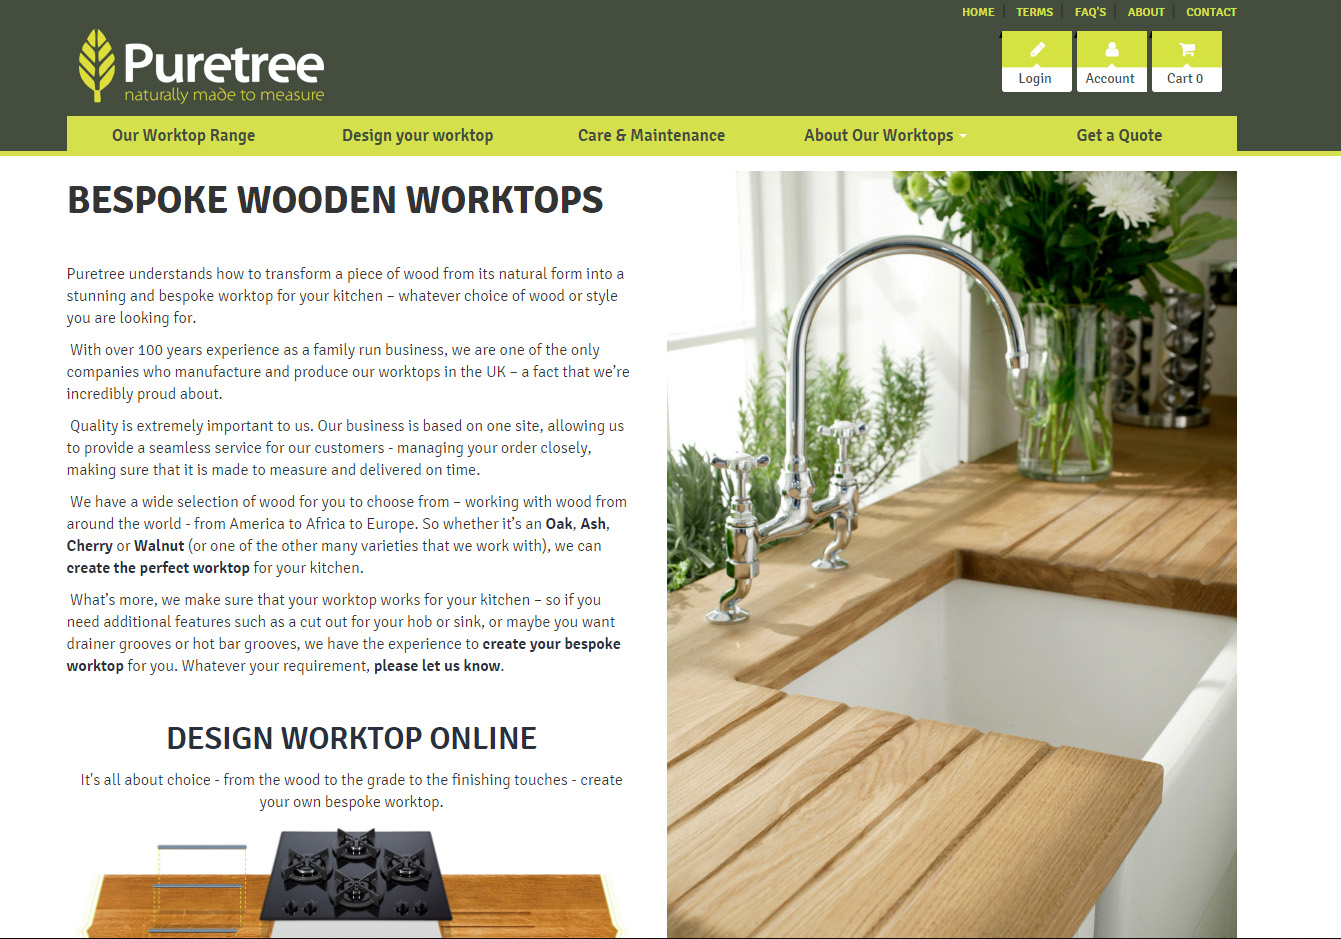 HOME TERMS FAQ'S ABOUT CONTACT
Puretree
naturally made to measure
Login Account Cart 0
Our Worktop Range Design your worktop Care & Maintenance About Our Worktops Get a Quote
BESPOKE WOODEN WORKTOPS
Puretree understands how to transform a piece of wood from its natural form into a
stunning and bespoke worktop for your kitchen – whatever choice of wood or style
you are looking for.
With over 100 years experience as a family run business, we are one of the only
companies who manufacture and produce our worktops in the UK – a fact that we’re
incredibly proud about.
Quality is extremely important to us. Our business is based on one site, allowing us
to provide a seamless service for our customers - managing your order closely,
making sure that it is made to measure and delivered on time.
We have a wide selection of wood for you to choose from – working with wood from
around the world - from America to Africa to Europe. So whether it’s an Oak, Ash,
Cherry or Walnut (or one of the other many varieties that we work with), we can
create the perfect worktop for your kitchen.
What’s more, we make sure that your worktop works for your kitchen – so if you
need additional features such as a cut out for your hob or sink, or maybe you want
drainer grooves or hot bar grooves, we have the experience to create your bespoke
worktop for you. Whatever your requirement, please let us know.
DESIGN WORKTOP ONLINE
It's all about choice - from the wood to the grade to the finishing touches - create
your own bespoke worktop.